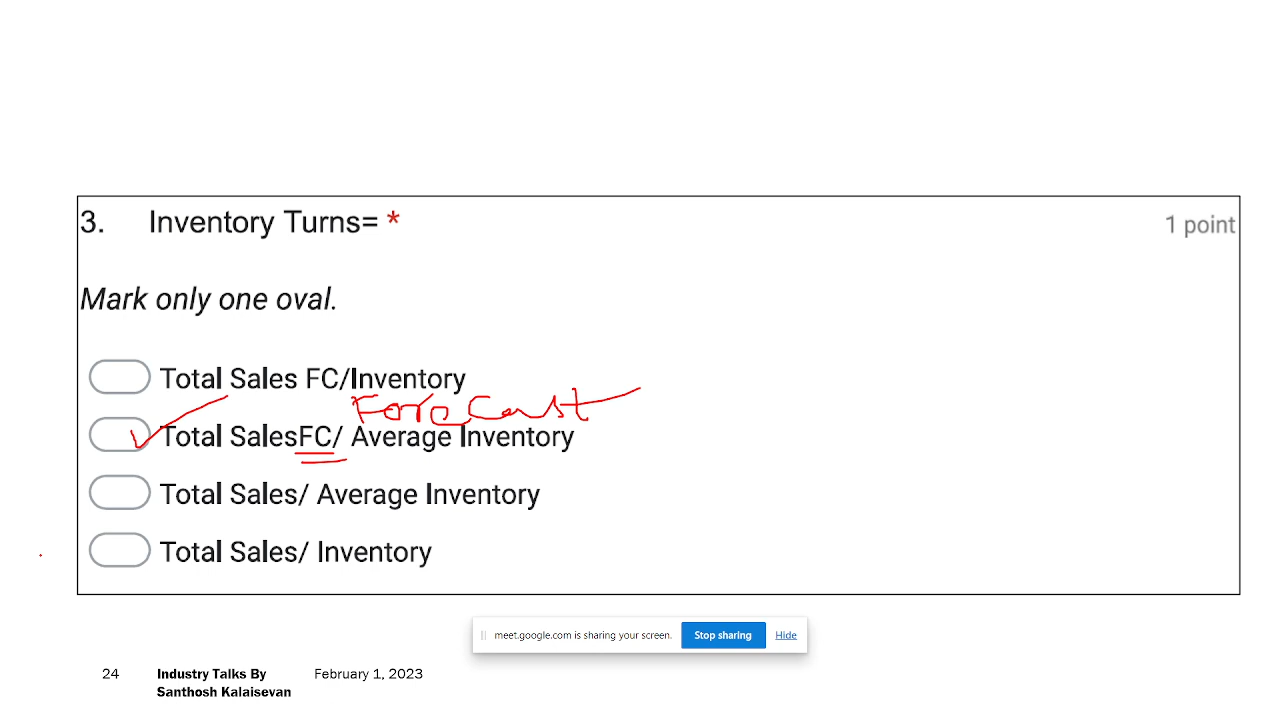 3. Inventory Turns= *
1 point
Mark only one oval.
Total Sales FC/Inventory
Forecast
Total SalesFC/ Average Inventory
Total Sales/ Average Inventory
Total Sales/ Inventory
meet.google.com is sharing your screen. Stop sharing Hide
24 Industry Talks By February 1, 2023
Santhosh Kalaisevan